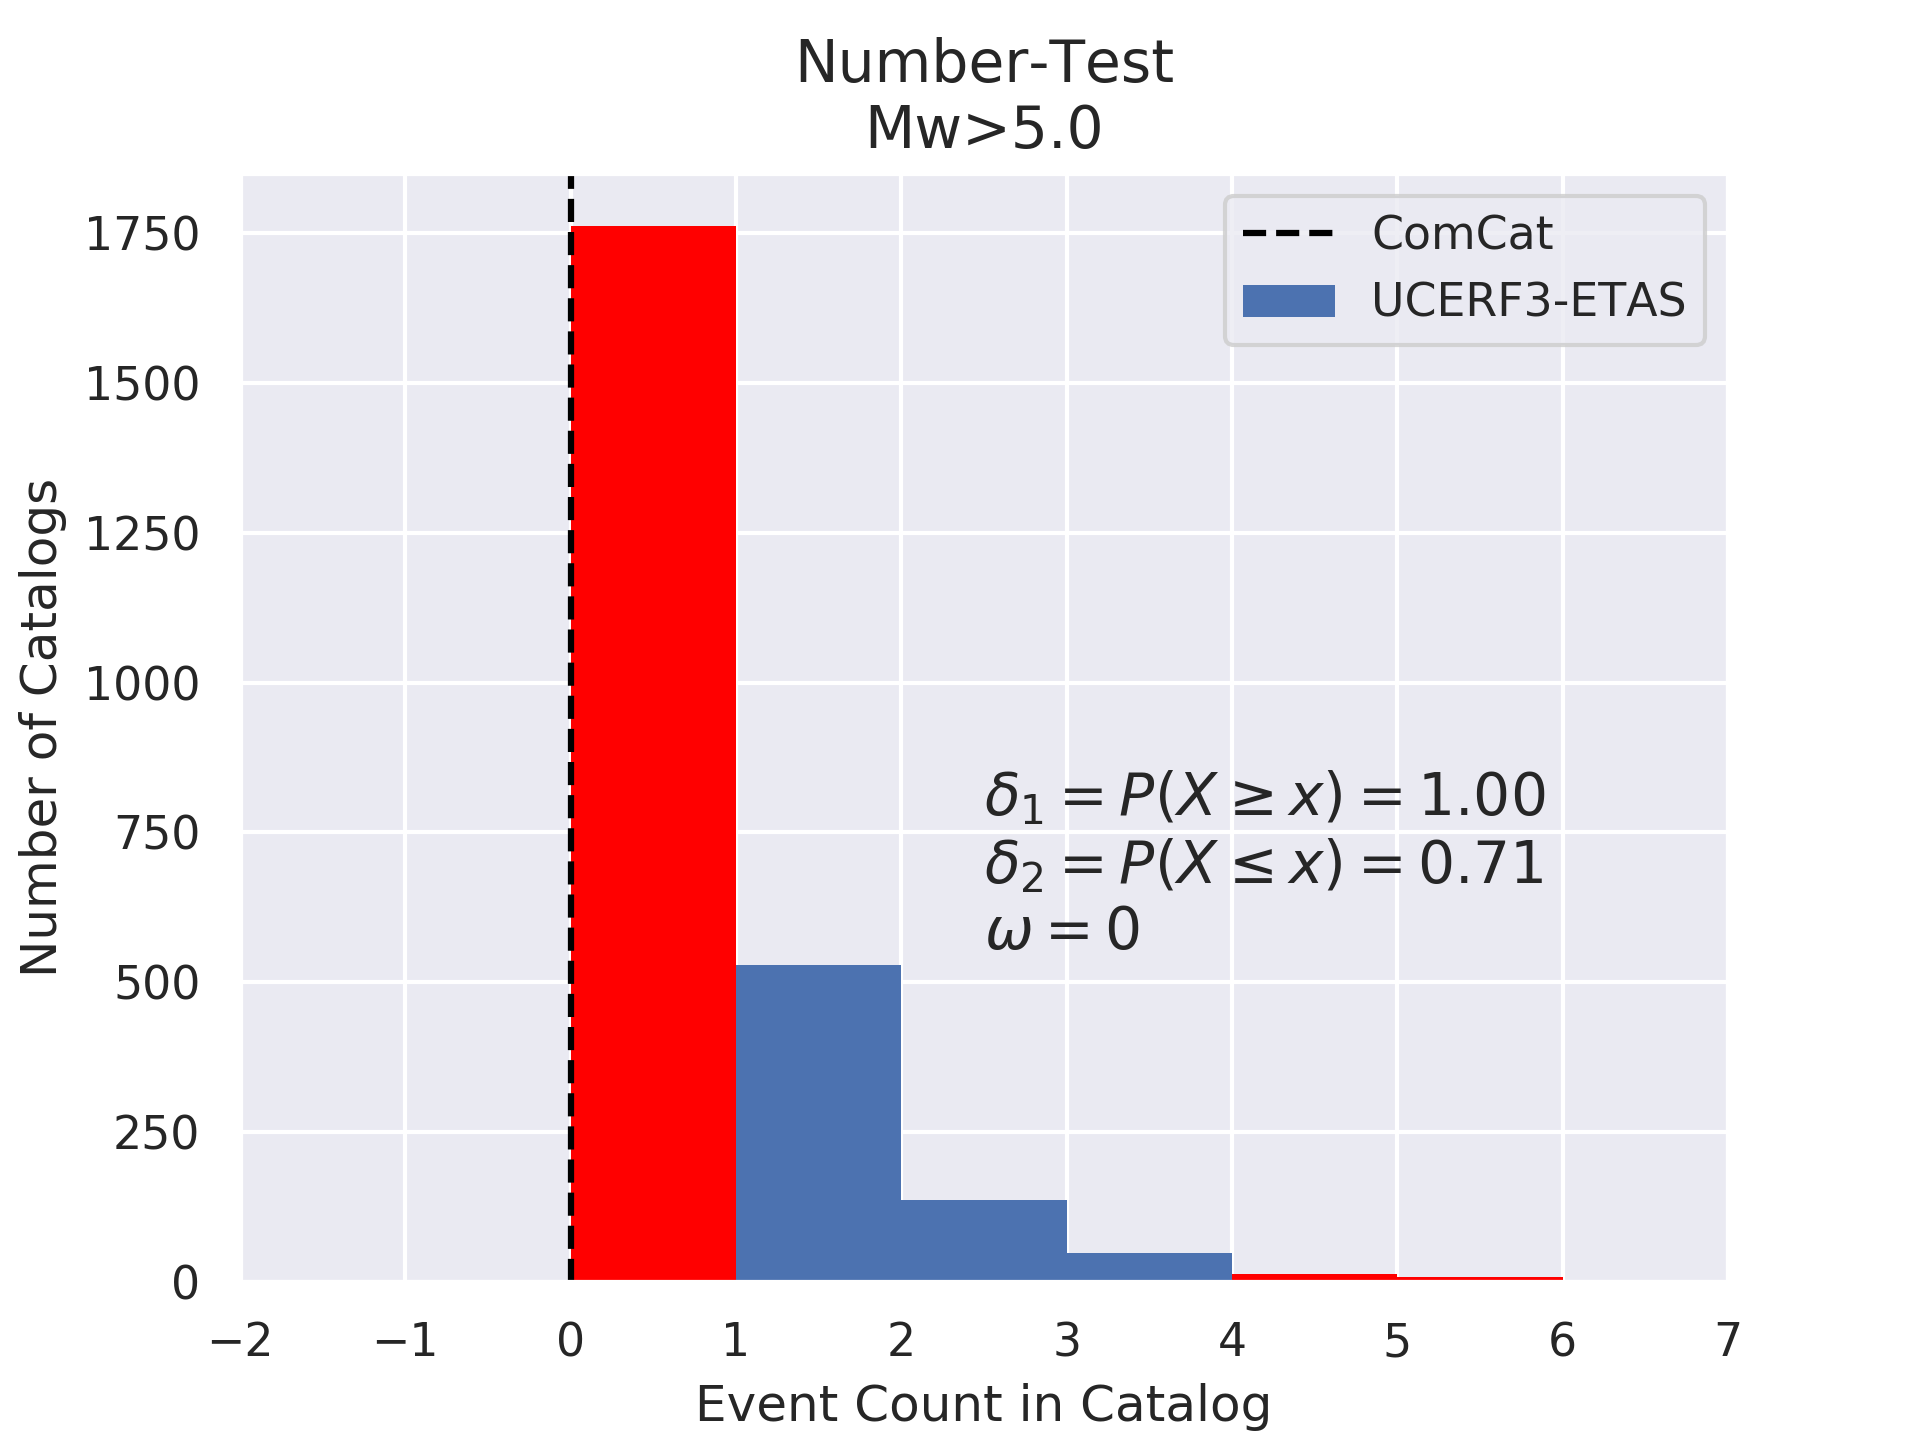 Number-Test
Mw>5.0
ComCat
UCERF3-ETAS
Number of Catalogs
1750
1500
1250
1000
750
500
250
0
δ₁ = P(X ≥ x) = 1.00
δ₂ = P(X ≤ x) = 0.71
ω = 0
−2 −1 0 1 2 3 4 5 6 7
Event Count in Catalog